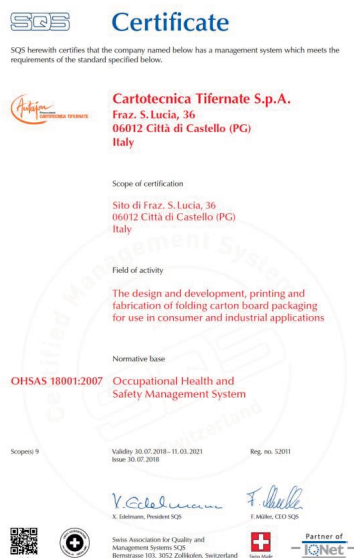 SQS
Certificate
SQS herewith certifies that the company named below has a management system which meets the
requirements of the standard specified below.
Autajon
CARTOTECNICA TIFERNATE
Cartotecnica Tifernate S.p.A.
Fraz. S. Lucia, 36
06012 Città di Castello (PG)
Italy
Scope of certification
Sito di Fraz. S. Lucia, 36
06012 Città di Castello (PG)
Italy
Field of activity
The design and development, printing and
fabrication of folding carton board packaging
for use in consumer and industrial applications
Normative base
OHSAS 18001:2007 Occupational Health and
Safety Management System
Scope(s) 9
Validity 30.07.2018–11.03.2021
Issue 30.07.2018
Reg. no. 52011
X. Edelmann, President SQS
F. Müller, CEO SQS
Swiss Association for Quality and
Management Systems SQS
Bernstrasse 103, 3052 Zollikofen, Switzerland
Swiss Made
Partner of
IQNet